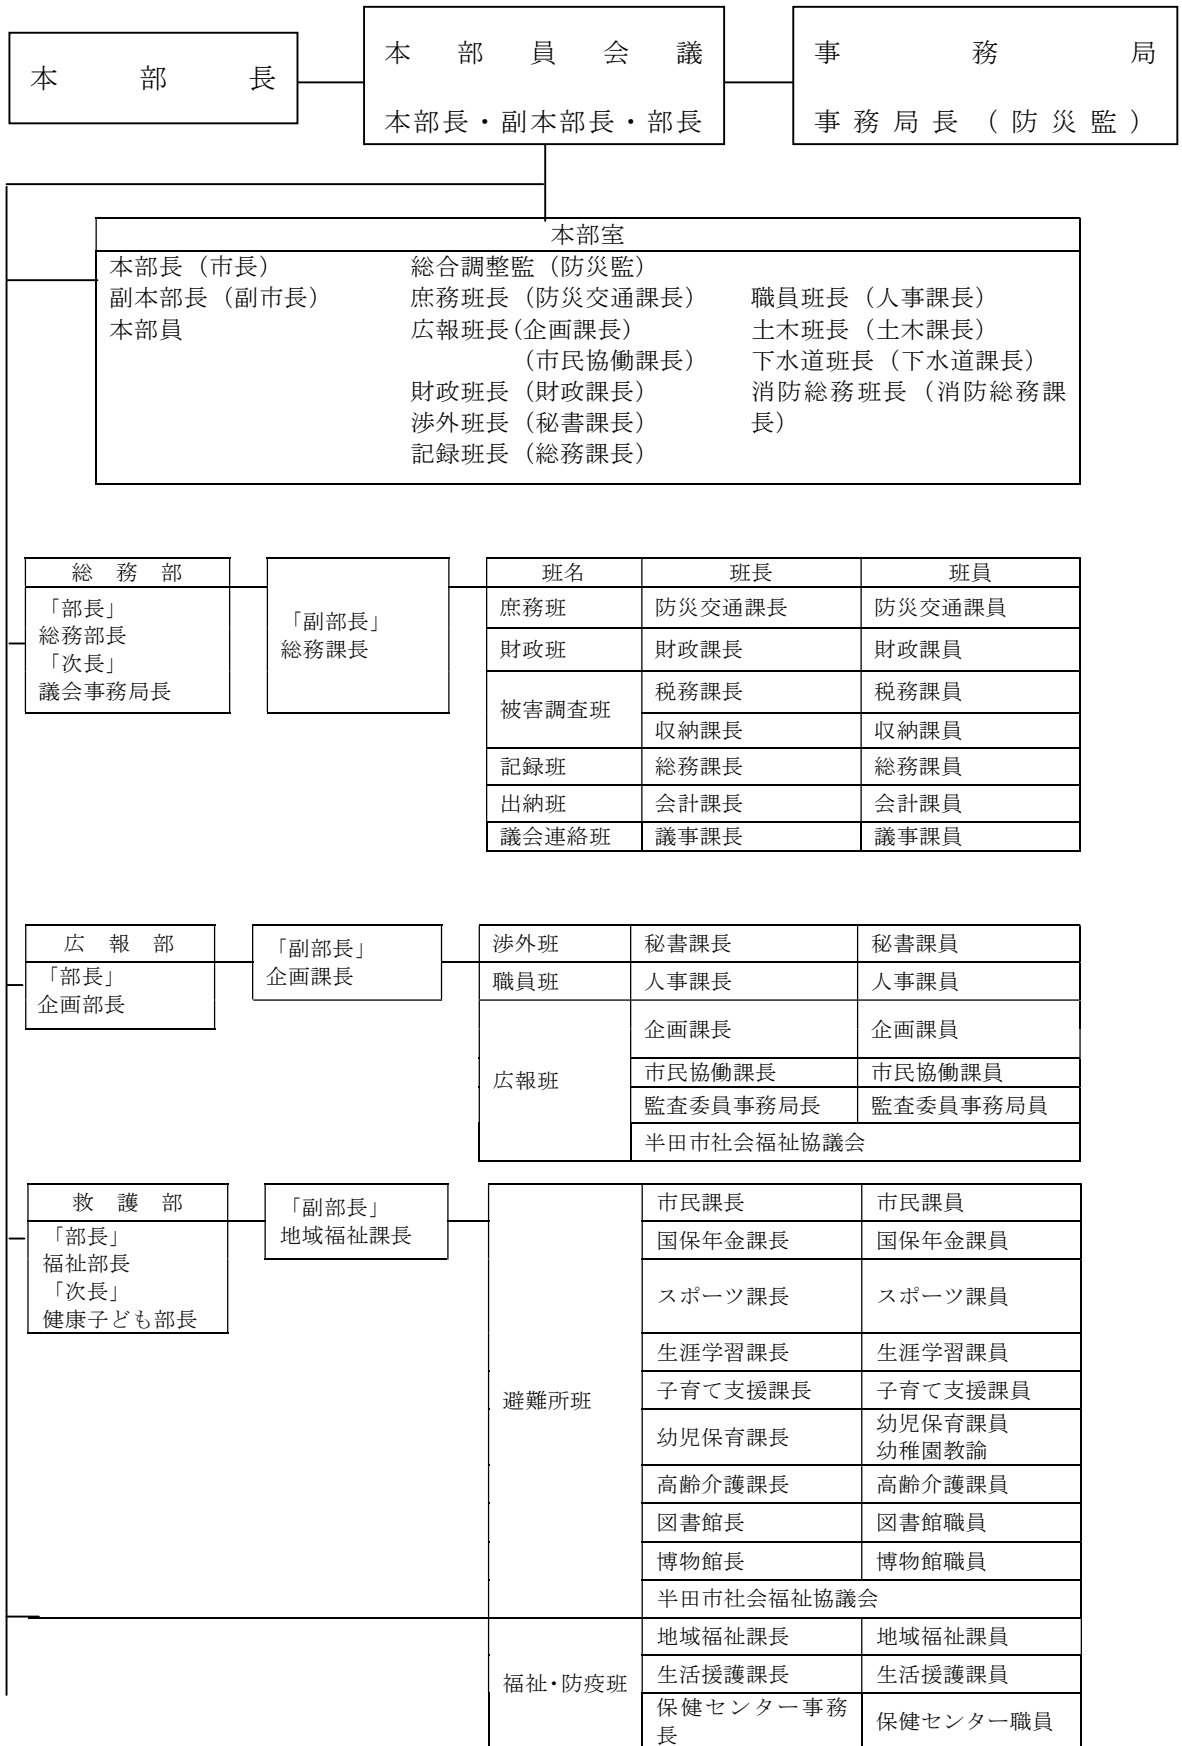 本部長
本部員会議
本部長・副本部長・部長
事務局
事務局長（防災監）
本部室
本部長（市長）
副本部長（副市長）
本部員
総合調整監（防災監）
庶務班長（防災交通課長）
広報班長（企画課長）
（市民協働課長）
財政班長（財政課長）
渉外班長（秘書課長）
記録班長（総務課長）
職員班長（人事課長）
土木班長（土木課長）
下水道班長（下水道課長）
消防総務班長（消防総務課
長）
総務部
「部長」
総務部長
「次長」
議会事務局長
「副部長」
総務課長
班名 班長 班員
庶務班 防災交通課長 防災交通課員
財政班 財政課長 財政課員
被害調査班 税務課長 税務課員
収納課長 収納課員
記録班 総務課長 総務課員
出納班 会計課長 会計課員
議会連絡班 議事課長 議事課員
広報部
「部長」
企画部長
「副部長」
企画課長
渉外班 秘書課長 秘書課員
職員班 人事課長 人事課員
広報班 企画課長 企画課員
市民協働課長 市民協働課員
監査委員事務局長 監査委員事務局員
半田市社会福祉協議会
救護部
「部長」
福祉部長
「次長」
健康子ども部長
「副部長」
地域福祉課長
避難所班 市民課長 市民課員
国保年金課長 国保年金課員
スポーツ課長 スポーツ課員
生涯学習課長 生涯学習課員
子育て支援課長 子育て支援課員
幼児保育課長 幼児保育課員
幼稚園教諭
高齢介護課長 高齢介護課員
図書館長 図書館職員
博物館長 博物館職員
半田市社会福祉協議会
福祉・防疫班 地域福祉課長 地域福祉課員
生活援護課長 生活援護課員
保健センター事務
長 保健センター職員